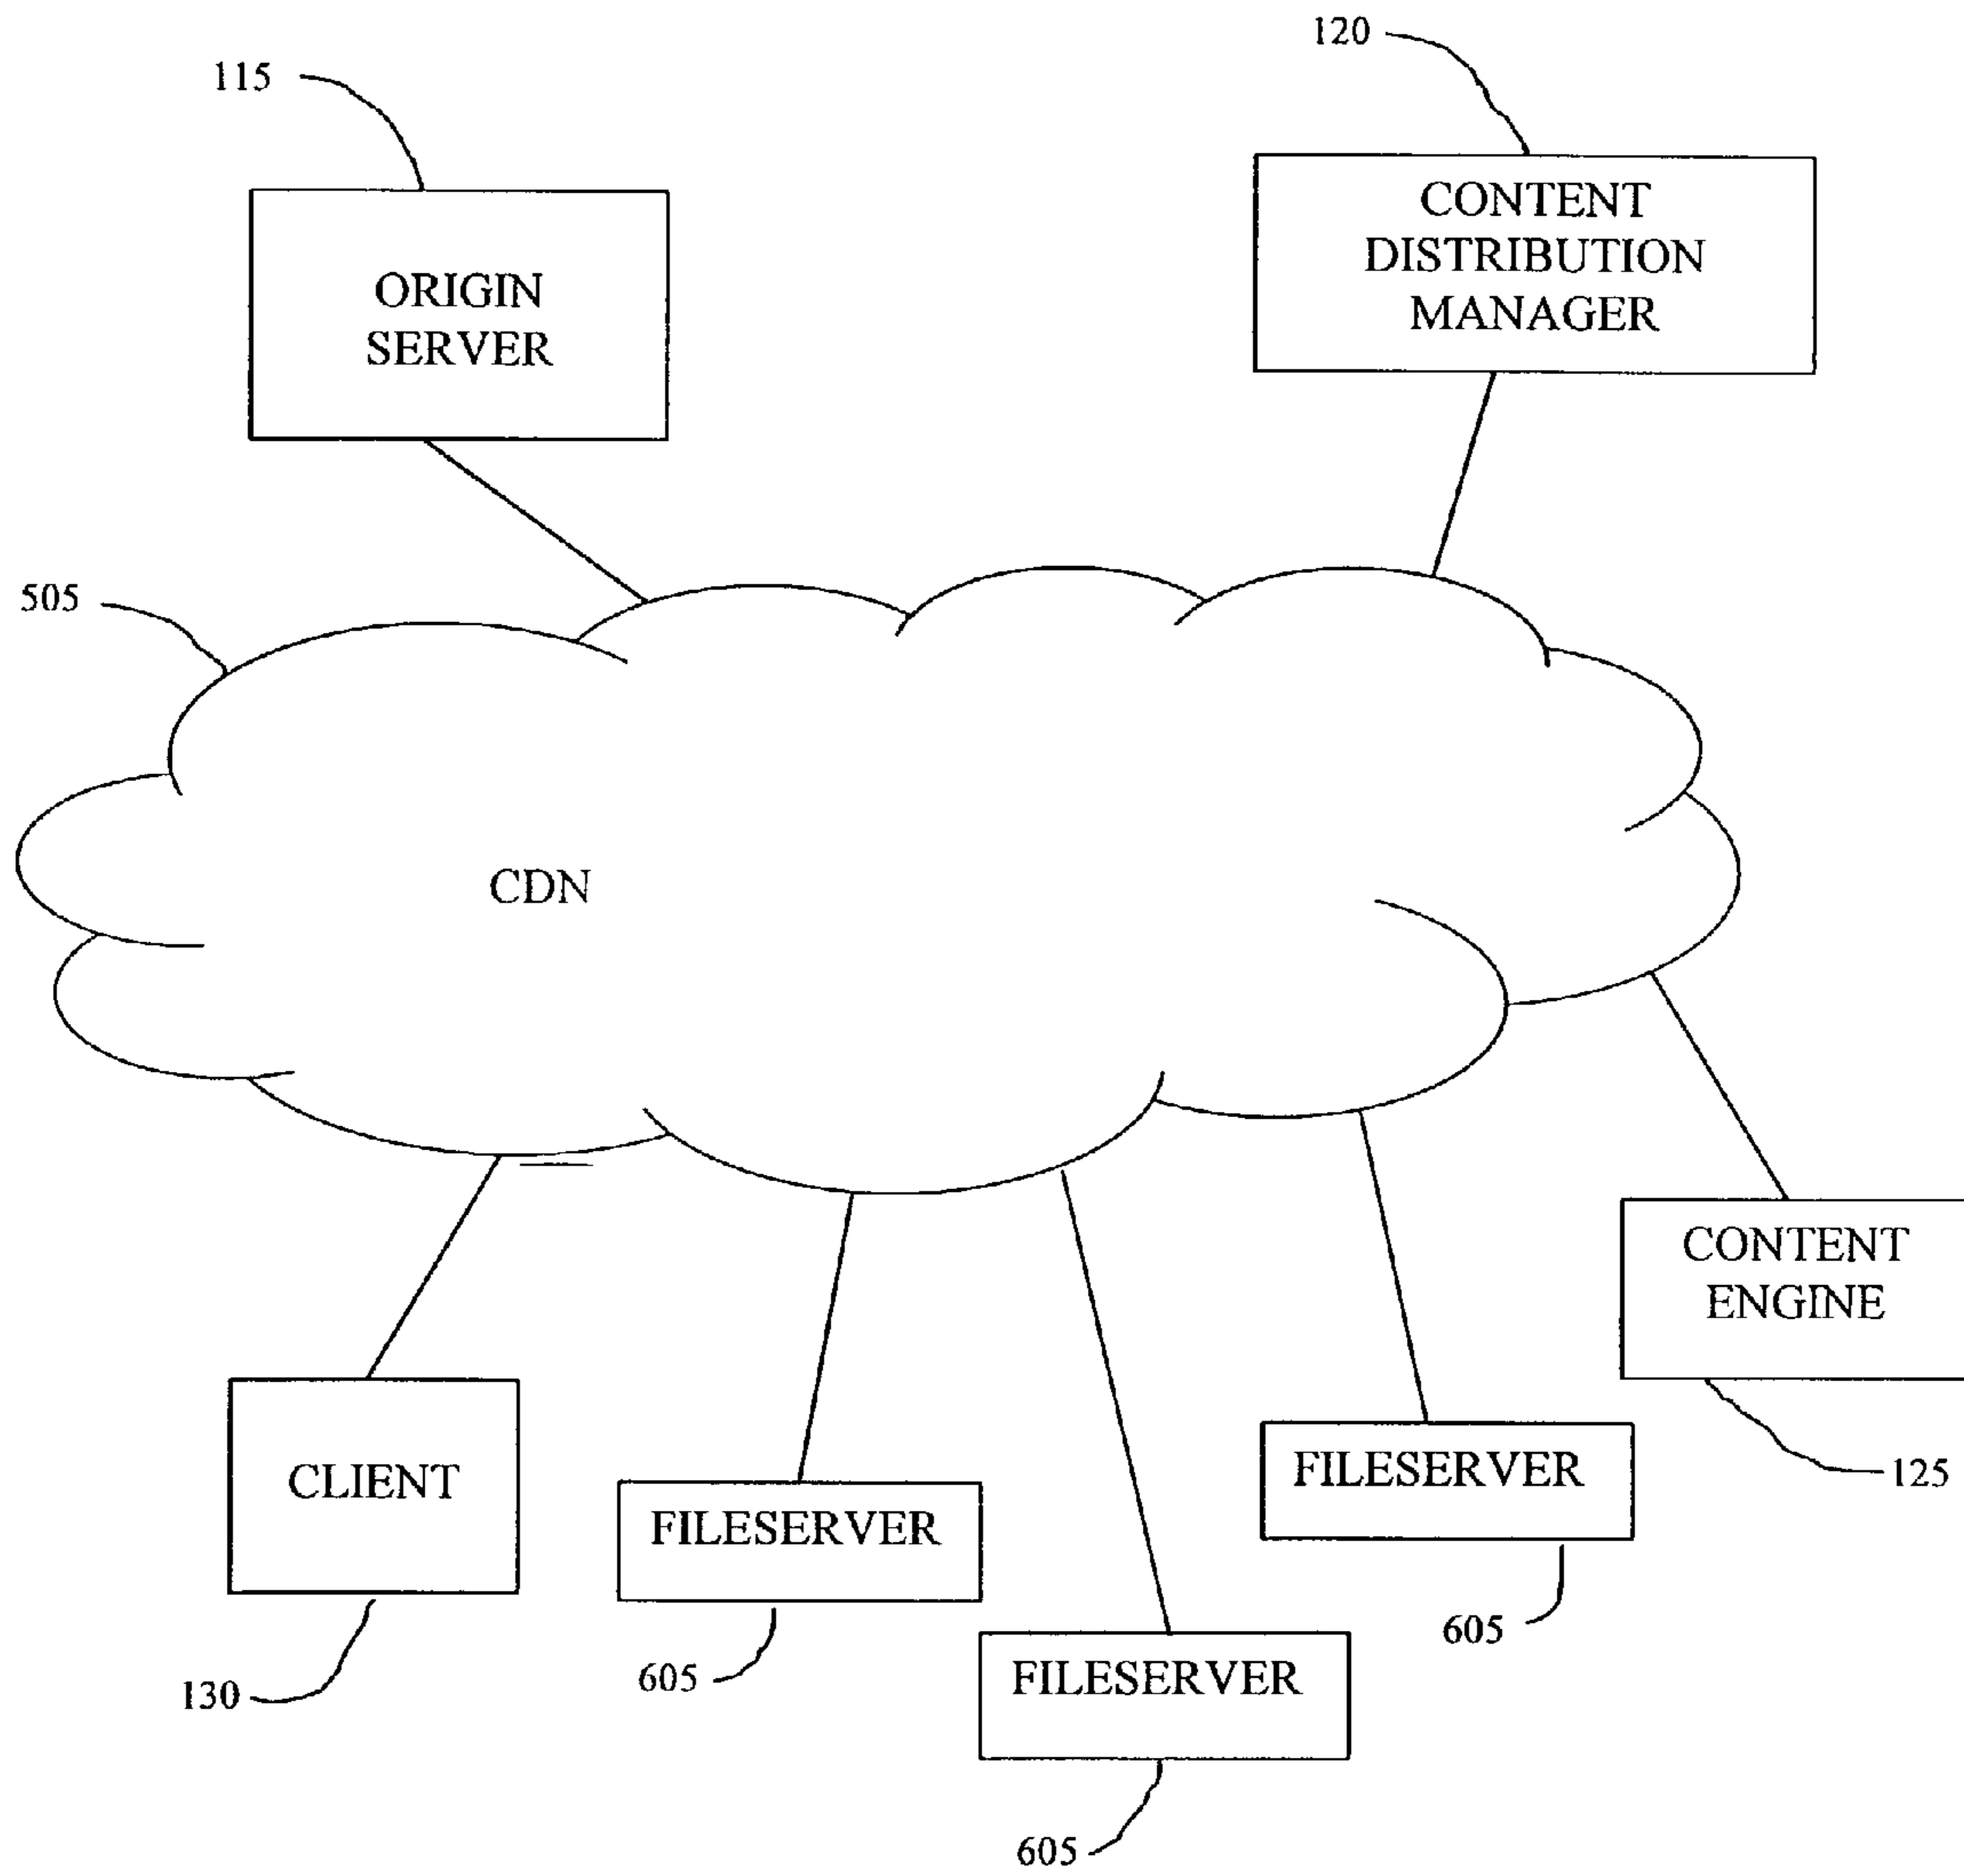 120
115
CONTENT
DISTRIBUTION
MANAGER
ORIGIN
SERVER
505
CDN
CONTENT
ENGINE
CLIENT
FILESERVER
FILESERVER
125
FILESERVER
605
605
130
605